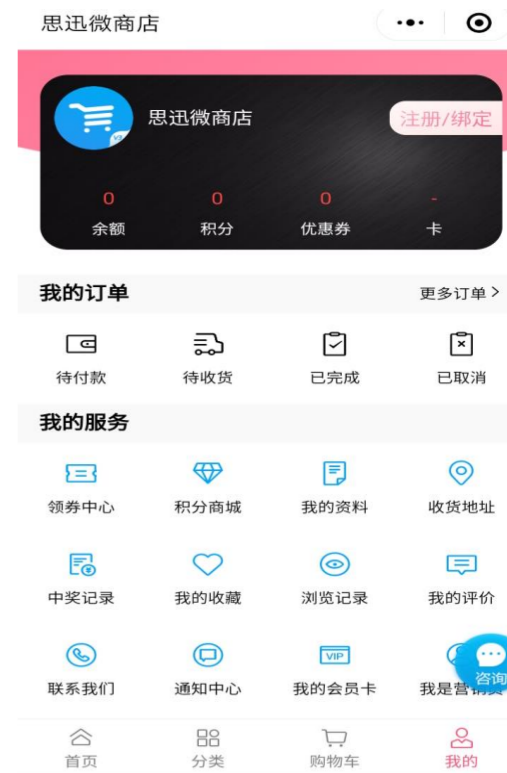 思迅微商店
思迅微商店
注册/绑定
0 0 0 -
余额 积分 优惠券 卡
我的订单 更多订单>
待付款 待收货 已完成 已取消
我的服务
领券中心 积分商城 我的资料 收货地址
中奖记录 我的收藏 浏览记录 我的评价
VIP
咨询
联系我们 通知中心 我的会员卡 我是营销员
首页 分类 购物车 我的